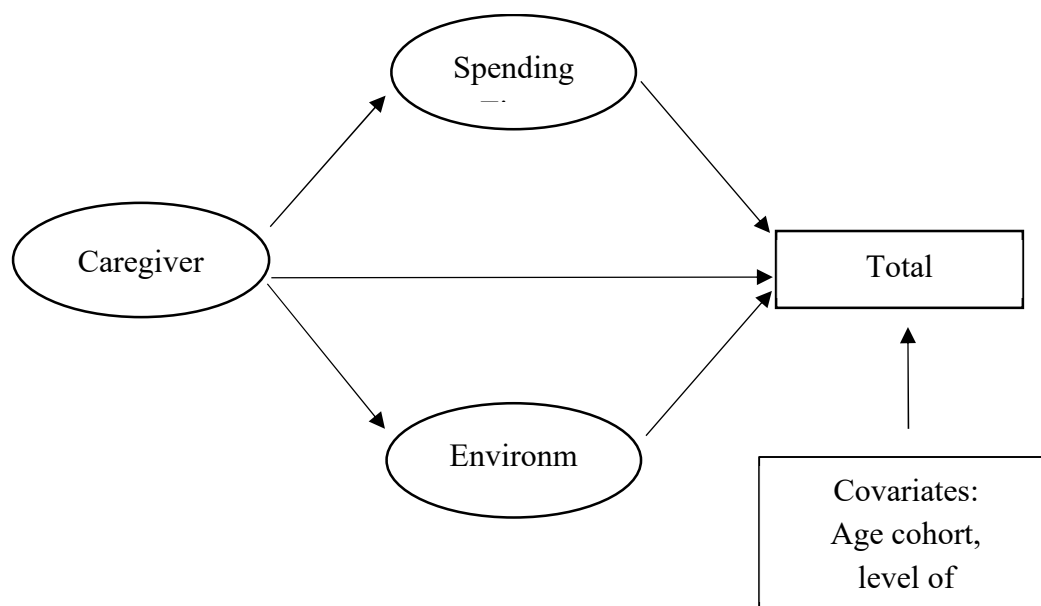 Spending
Caregiver
Total
Environm
Covariates:
Age cohort,
level of